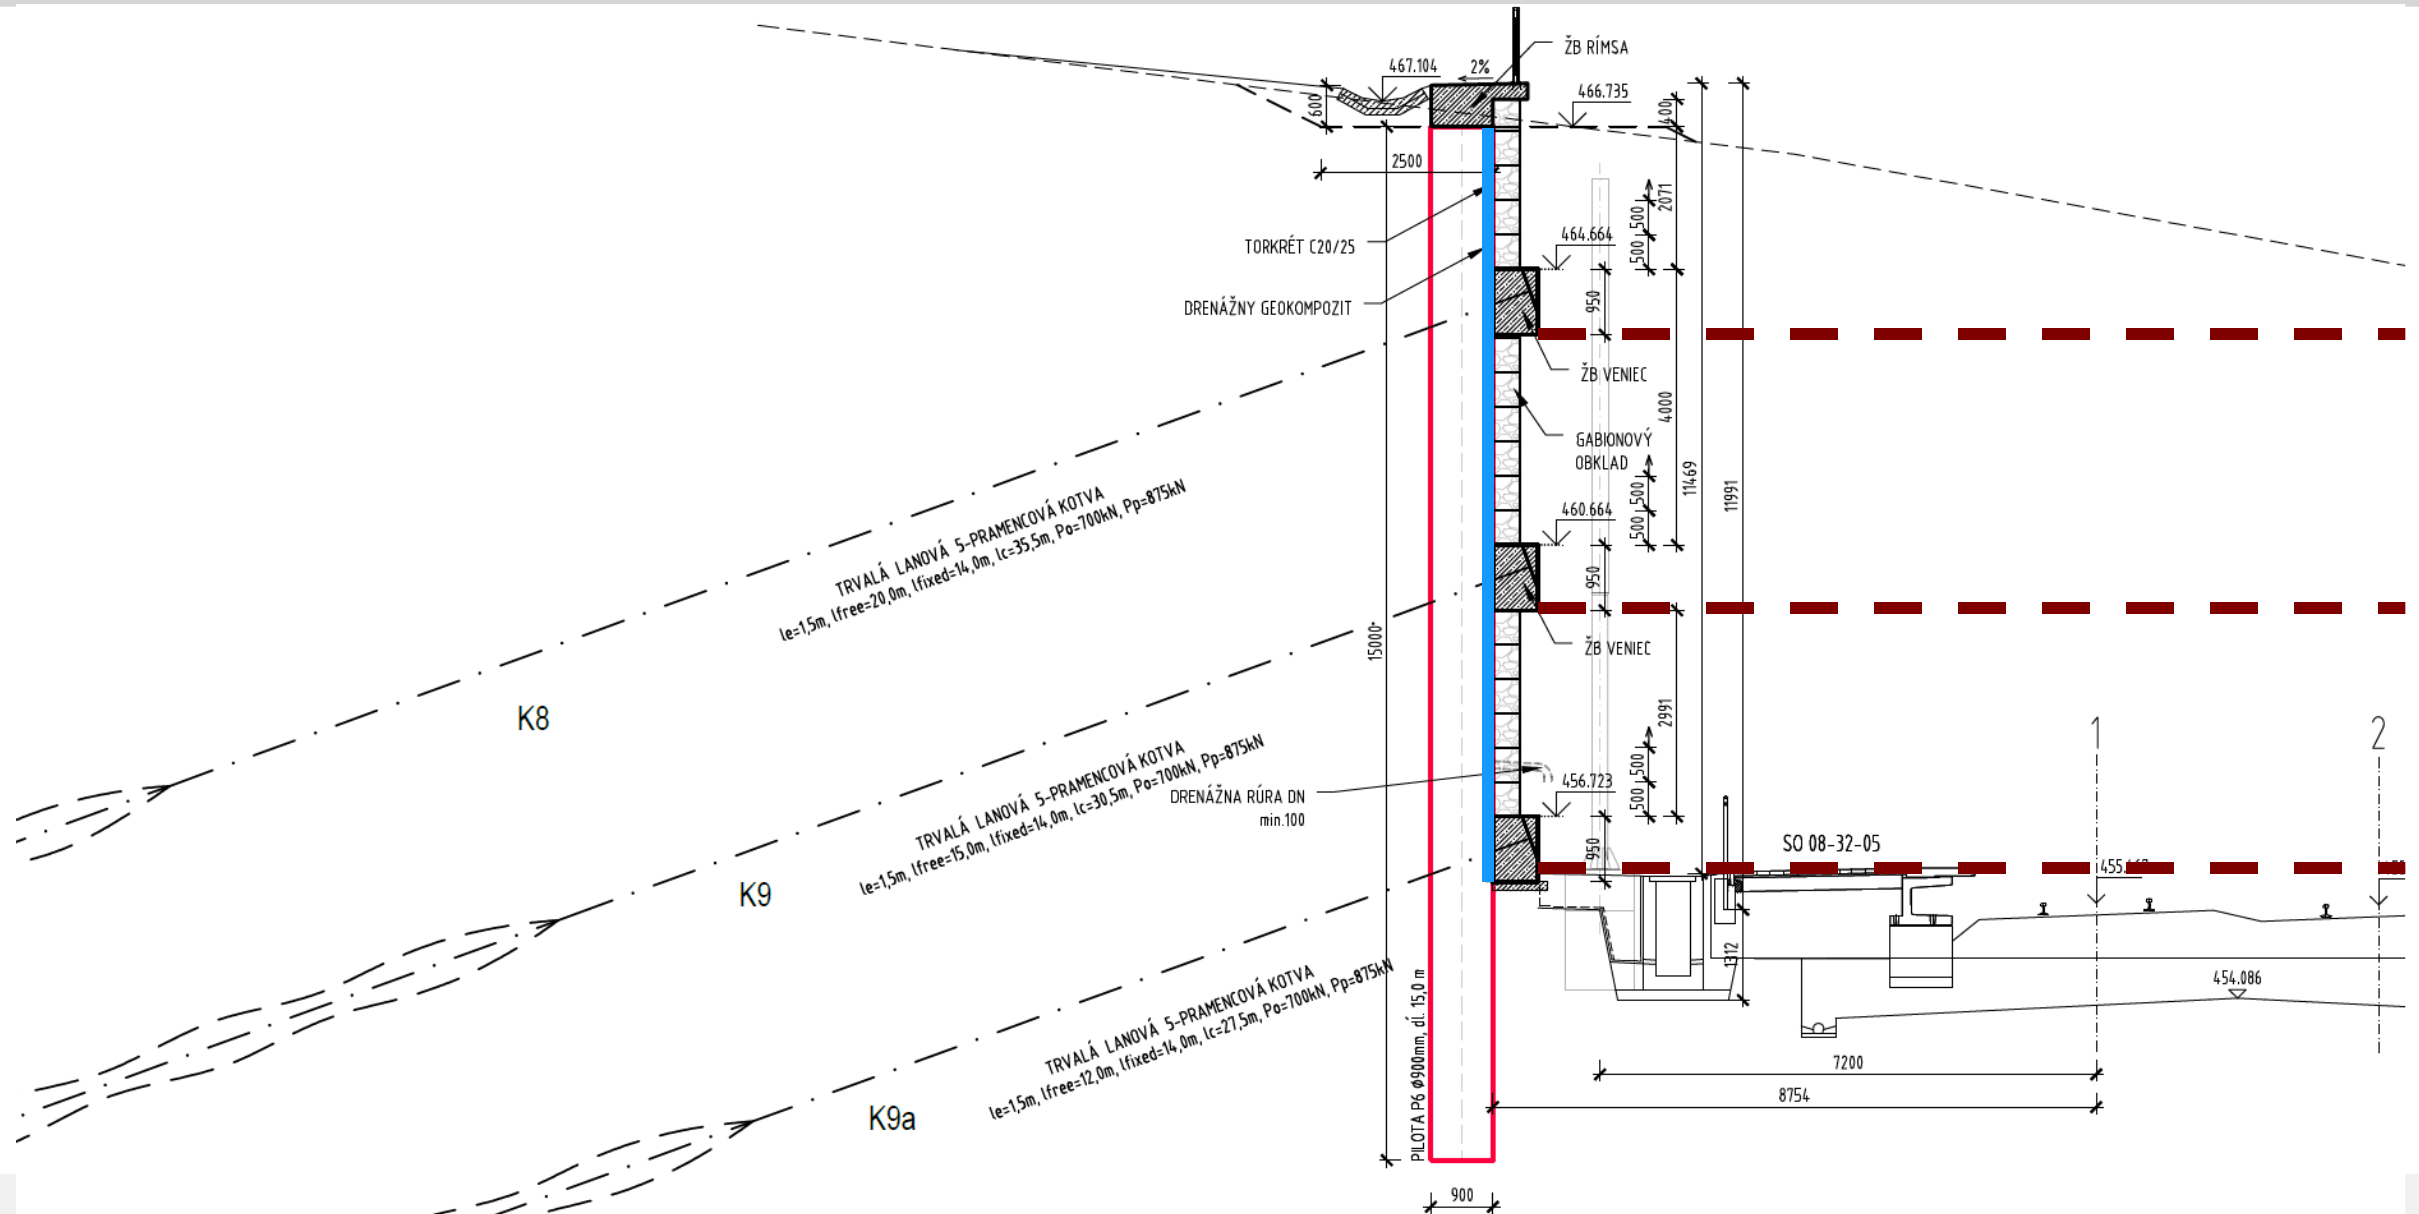 ŽB RÍMSA
467.104
2%
466.735
600
400
2500
2071
TORKRÉT C20/25
464.664
500
500
DRENÁŽNY GEOKOMPOZIT
950
ŽB VENIEC
4000
GABIONOVÝ
OBKLAD
11469
11991
TRVALÁ LANOVÁ 5-PRAMENCOVÁ KOTVA
le=1,5m, lfree=20,0m, lfixed=14,0m, lc=35,5m, Po=700kN, Pp=875kN
460.664
500
500
950
15000*
ŽB VENIEC
K8
2991
1
2
TRVALÁ LANOVÁ 5-PRAMENCOVÁ KOTVA
le=1,5m, lfree=15,0m, lfixed=14,0m, lc=30,5m, Po=700kN, Pp=875kN
DRENÁŽNA RÚRA DN
min.100
456.723
500
500
950
SO 08-32-05
K9
1312
454.086
TRVALÁ LANOVÁ 5-PRAMENCOVÁ KOTVA
le=1,5m, lfree=12,0m, lfixed=14,0m, lc=27,5m, Po=700kN, Pp=875kN
PILOTA P6 Ø900mm, dĺ. 15,0 m
7200
8754
K9a
900